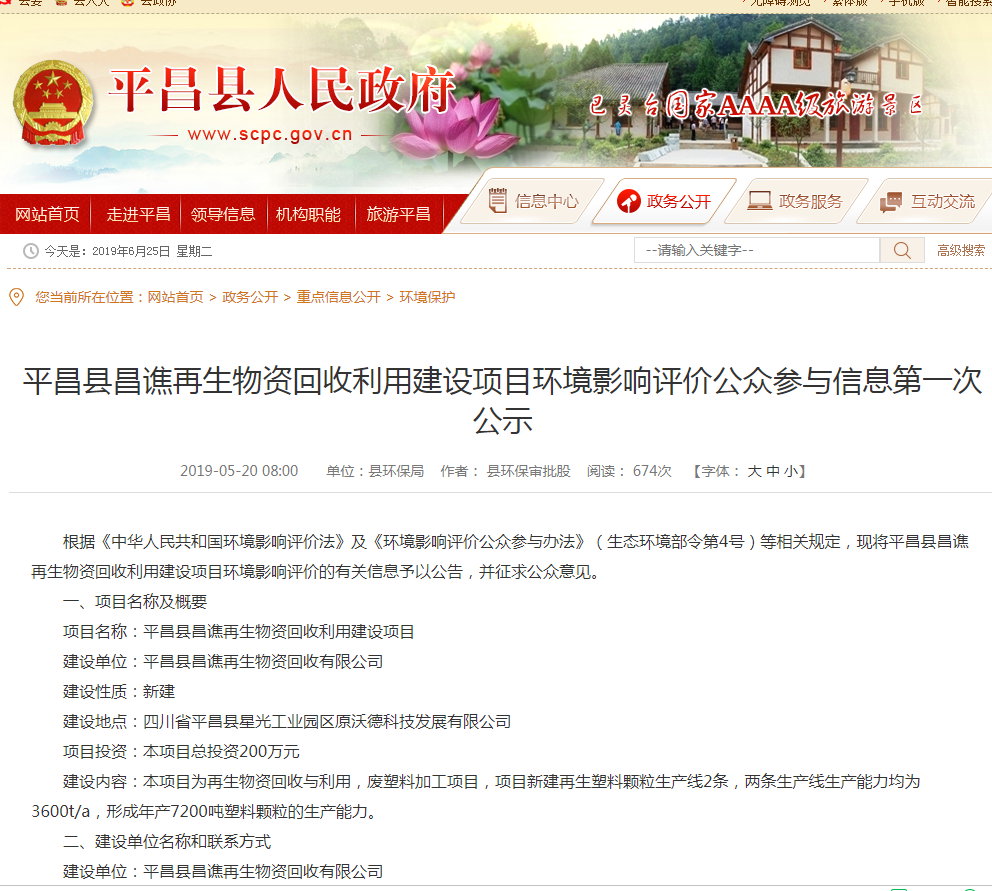 无障碍浏览 繁体版 手机版 智能搜索
平昌县人民政府
www.scpc.gov.cn
巴灵台国家AAAA级旅游景区
网站首页 走进平昌 领导信息 机构职能 旅游平昌 信息中心 政务公开 政务服务 互动交流
今天是：2019年6月25日 星期二 --请输入关键字-- 高级搜索
您当前所在位置：网站首页 > 政务公开 > 重点信息公开 > 环境保护
平昌县昌谯再生物资回收利用建设项目环境影响评价公众参与信息第一次
公示
2019-05-20 08:00 单位：县环保局 作者： 县环保审批股 阅读： 674次 【字体： 大 中 小】
根据《中华人民共和国环境影响评价法》及《环境影响评价公众参与办法》（生态环境部令第4号）等相关规定，现将平昌县昌谯
再生物资回收利用建设项目环境影响评价的有关信息予以公告，并征求公众意见。
一、项目名称及概要
项目名称：平昌县昌谯再生物资回收利用建设项目
建设单位：平昌县昌谯再生物资回收有限公司
建设性质：新建
建设地点：四川省平昌县星光工业园区原沃德科技发展有限公司
项目投资：本项目总投资200万元
建设内容：本项目为再生物资回收与利用，废塑料加工项目，项目新建再生塑料颗粒生产线2条，两条生产线生产能力均为
3600t/a，形成年产7200吨塑料颗粒的生产能力。
二、建设单位名称和联系方式
建设单位：平昌县昌谯再生物资回收有限公司